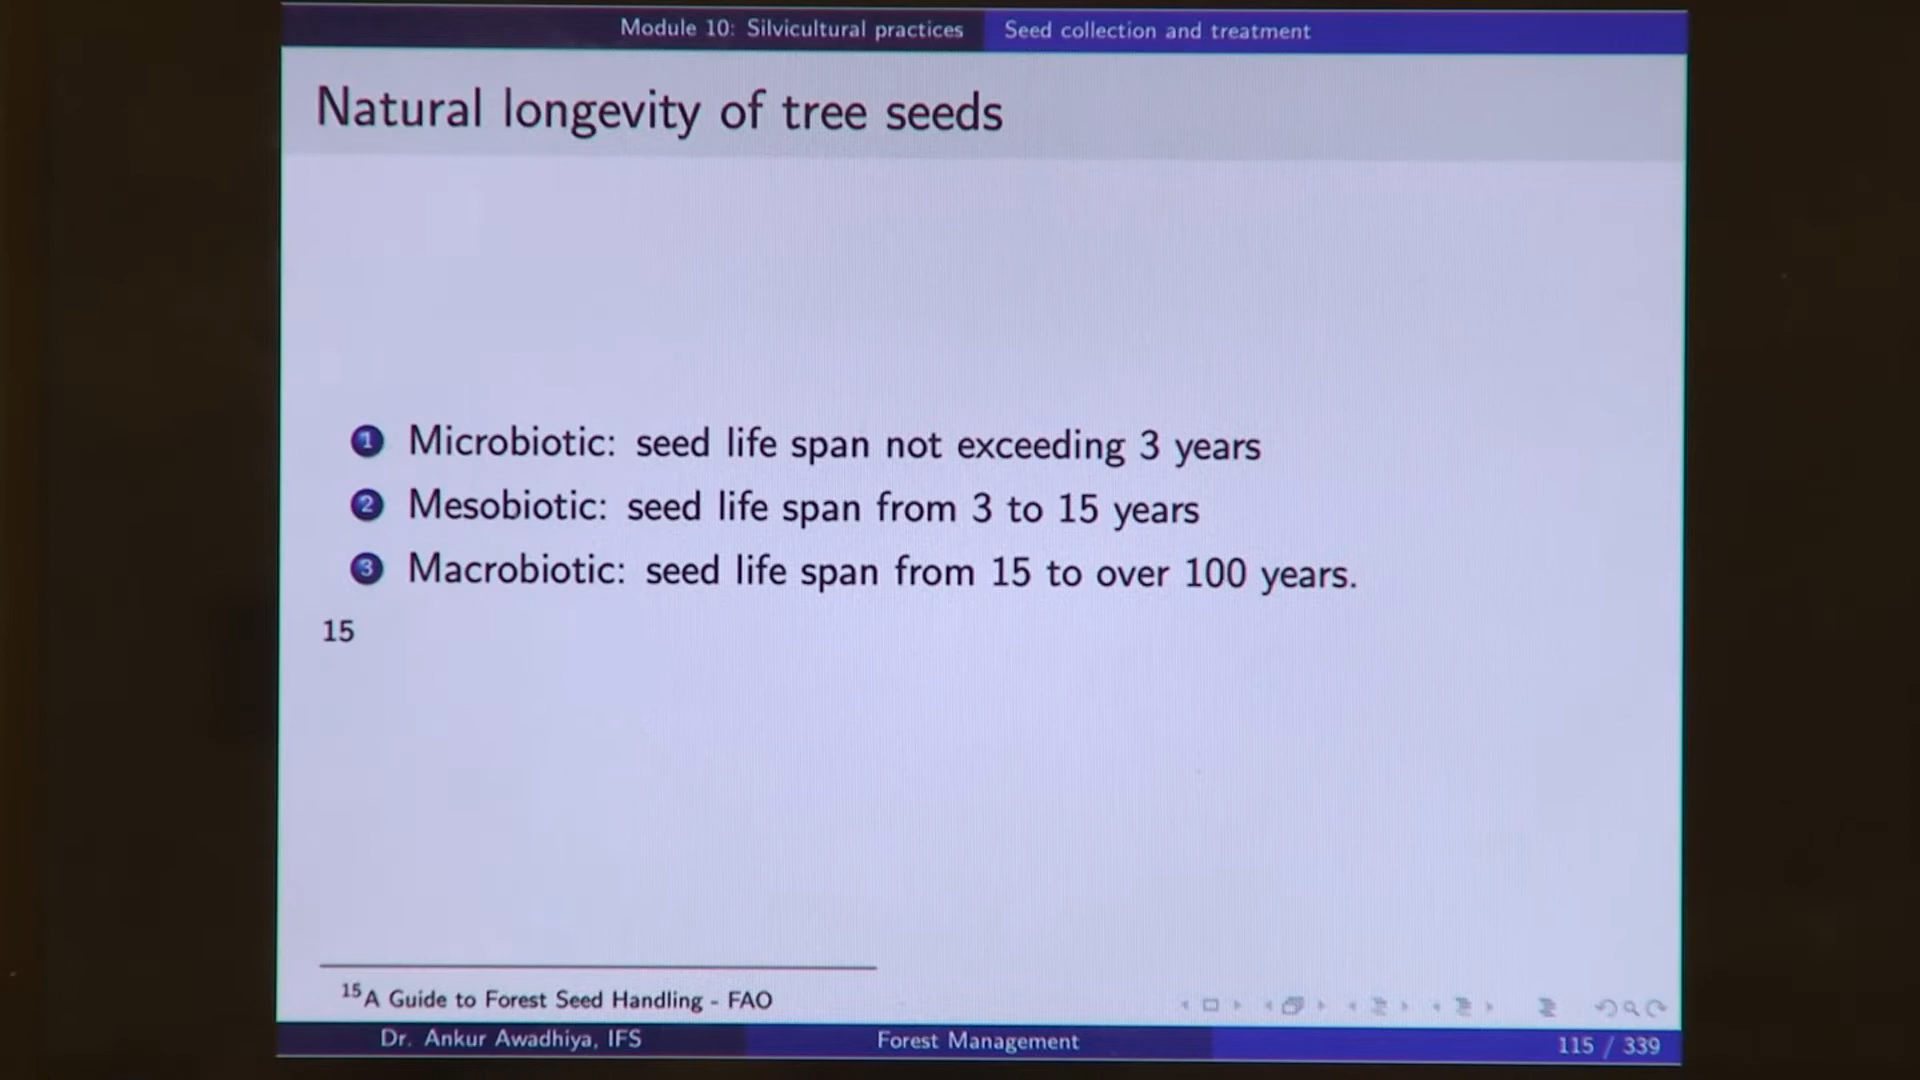 Module 10: Silvicultural practices Seed collection and treatment
Natural longevity of tree seeds
1 Microbiotic: seed life span not exceeding 3 years
2 Mesobiotic: seed life span from 3 to 15 years
3 Macrobiotic: seed life span from 15 to over 100 years.
15
15 A Guide to Forest Seed Handling - FAO
Dr. Ankur Awadhiya, IFS Forest Management 115 / 339